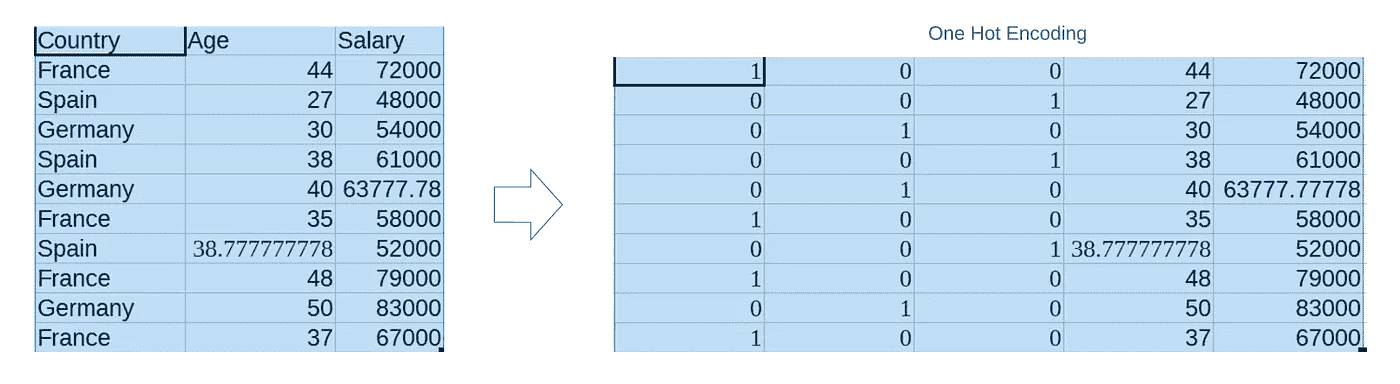 One Hot Encoding
Country Age Salary
France 44 72000
Spain 27 48000
Germany 30 54000
Spain 38 61000
Germany 40 63777.78
France 35 58000
Spain 38.777777778 52000
France 48 79000
Germany 50 83000
France 37 67000
1 0 0 44 72000
0 0 1 27 48000
0 1 0 30 54000
0 0 1 38 61000
0 1 0 40 63777.77778
1 0 0 35 58000
0 0 1 38.777777778 52000
1 0 0 48 79000
0 1 0 50 83000
1 0 0 37 67000